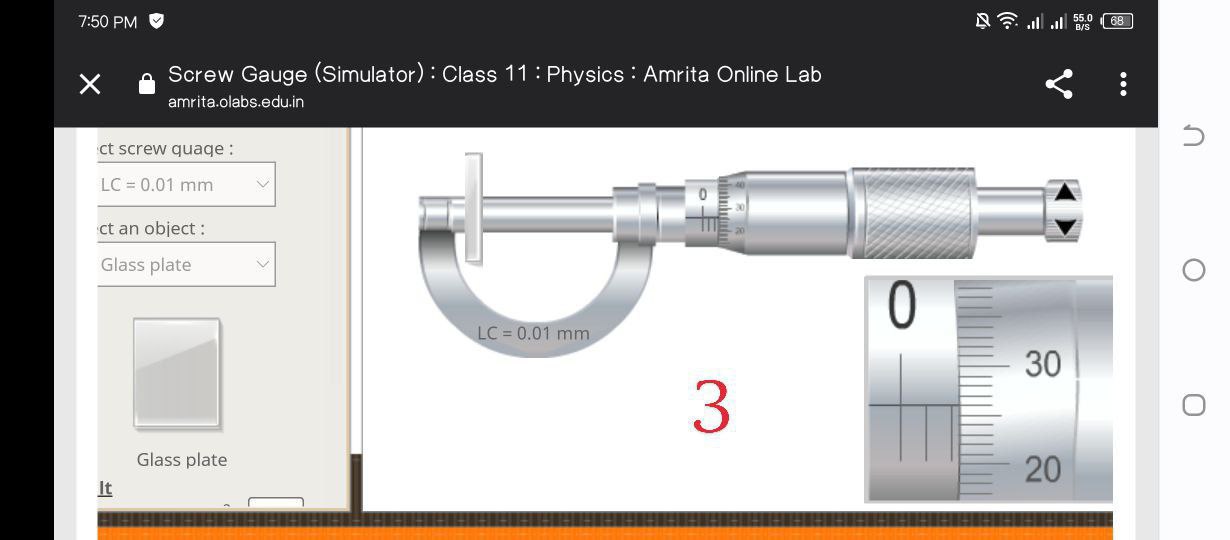 7:50 PM
55.0
B/S
68
Screw Gauge (Simulator) : Class 11 : Physics : Amrita Online Lab
amrita.olabs.edu.in
ect screw guage :
LC = 0.01 mm
ect an object :
Glass plate
Glass plate
lt
0
40
30
20
LC = 0.01 mm
3
0
30
20